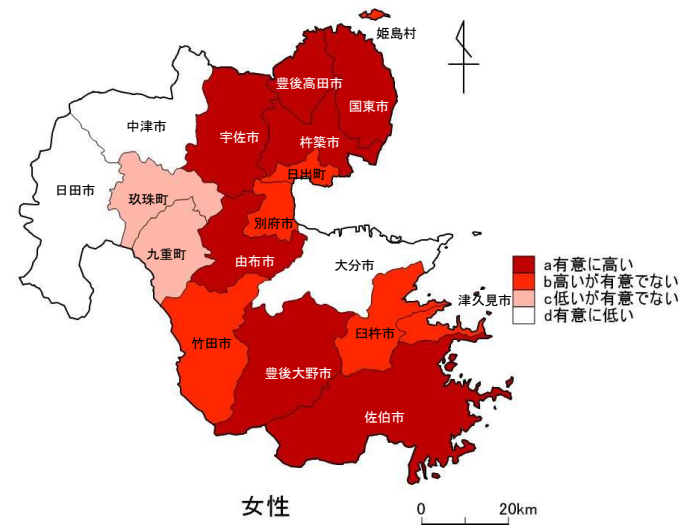 姫島村
豊後高田市
国東市
中津市
宇佐市
杵築市
日出町
日田市
玖珠町
別府市
九重町
由布市
大分市
a有意に高い
b高いが有意でない
c低いが有意でない
d有意に低い
津久見市
竹田市
臼杵市
豊後大野市
佐伯市
女性
0 20km